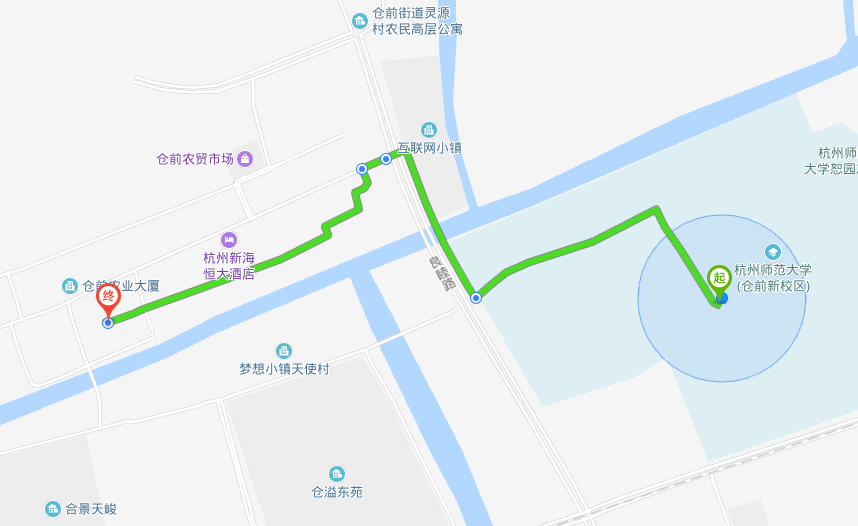 仓前街道灵源
村农民高层公寓
互联网小镇
仓前农贸市场
杭州师
大学恕园
杭州新海
恒大酒店
良睦路
起
杭州师范大学
(仓前新校区)
仓前农业大厦
终
梦想小镇天使村
仓溢东苑
合景天峻